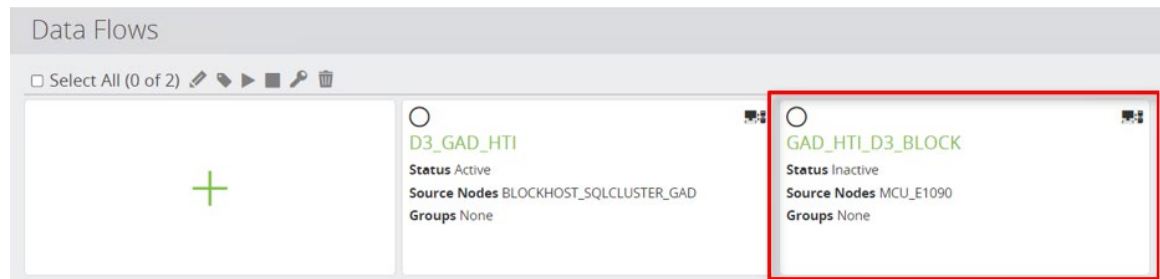 Data Flows
Select All (0 of 2)
D3_GAD_HTI
Status Active
Source Nodes BLOCKHOST_SQLCLUSTER_GAD
Groups None
GAD_HTI_D3_BLOCK
Status Inactive
Source Nodes MCU_E1090
Groups None